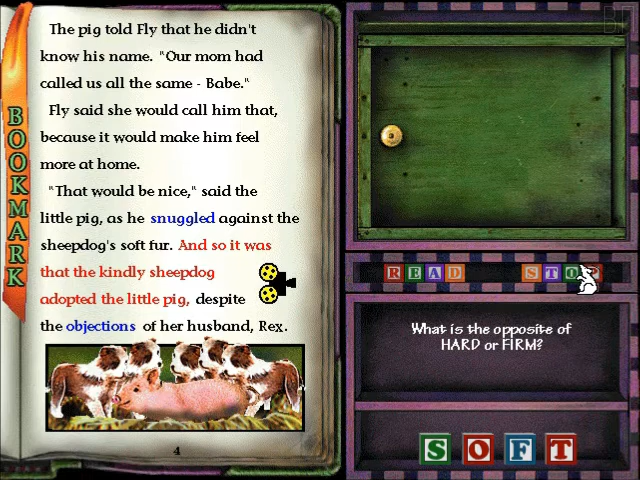 The pig told Fly that he didn't
know his name. "Our mom had
called us all the same - Babe."
Fly said she would call him that,
because it would make him feel
more at home.
"That would be nice," said the
little pig, as he snuggled against the
sheepdog's soft fur. And so it was
that the kindly sheepdog
adopted the little pig, despite
the objections of her husband, Rex.
4
BOOKMARK
READ STOP
What is the opposite of
HARD or FIRM?
SOFT